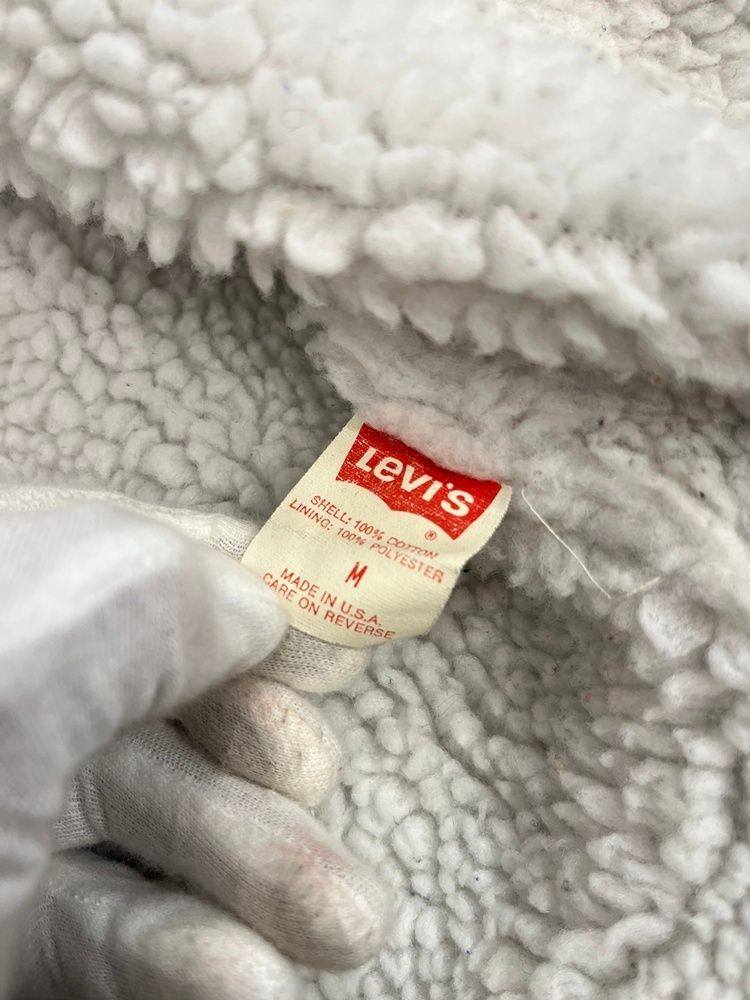 Levi's
®
SHELL: 100% COTTON
LINING: 100% POLYESTER
M
MADE IN U.S.A.
CARE ON REVERSE